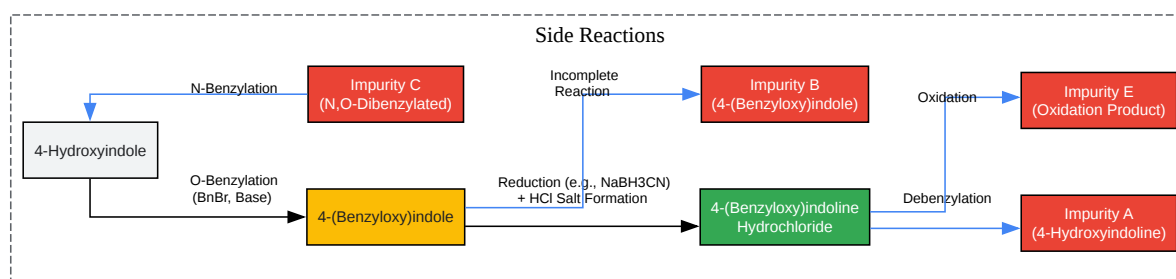 Side Reactions
N-Benzylation
Impurity C
(N,O-Dibenzylated)
Incomplete
Reaction
Impurity B
(4-(Benzyloxy)indole)
Oxidation
Impurity E
(Oxidation Product)
4-Hydroxyindole
O-Benzylation
(BnBr, Base)
4-(Benzyloxy)indole
Reduction (e.g., NaBH3CN)
+ HCl Salt Formation
4-(Benzyloxy)indoline
Hydrochloride
Debenzylation
Impurity A
(4-Hydroxyindoline)